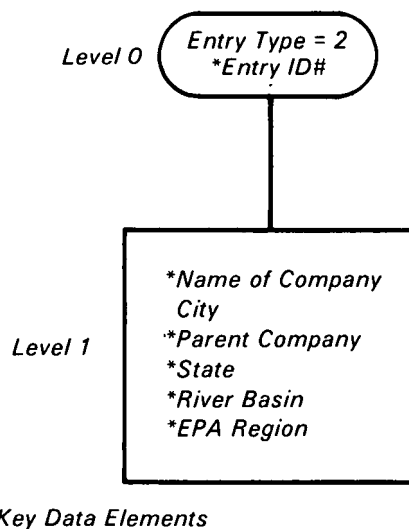 Level 0
Entry Type = 2
*Entry ID#
Level 1
*Name of Company
City
*Parent Company
*State
*River Basin
*EPA Region
Key Data Elements